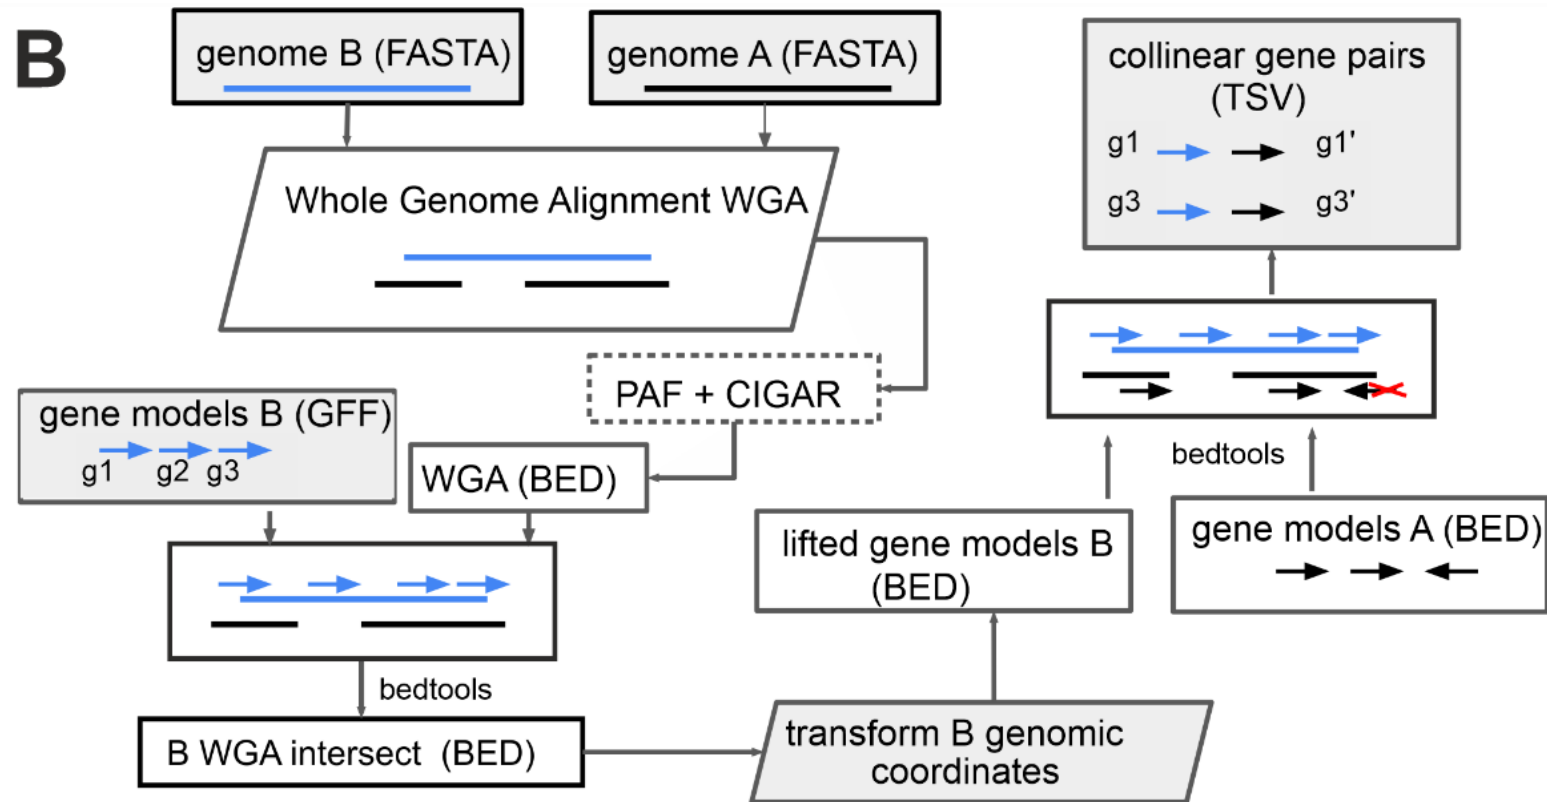 B
genome B (FASTA)
genome A (FASTA)
collinear gene pairs
(TSV)
g1 g1'
g3 g3'
Whole Genome Alignment WGA
PAF + CIGAR
gene models B (GFF)
g1 g2 g3
WGA (BED)
bedtools
B WGA intersect (BED)
transform B genomic
coordinates
lifted gene models B
(BED)
bedtools
gene models A (BED)